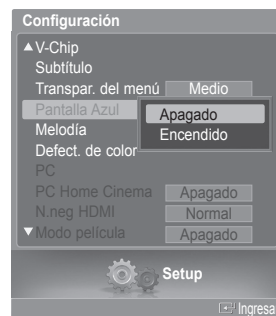 Configuración
▲V-Chip
Subtítulo
Transpar. del menú Medio
Pantalla Azul Apagado
Encendido
Melodía
Defect. de color
PC
PC Home Cinema Apagado
N.neg HDMI Normal
▼Modo película Apagado
Setup
Ingresa